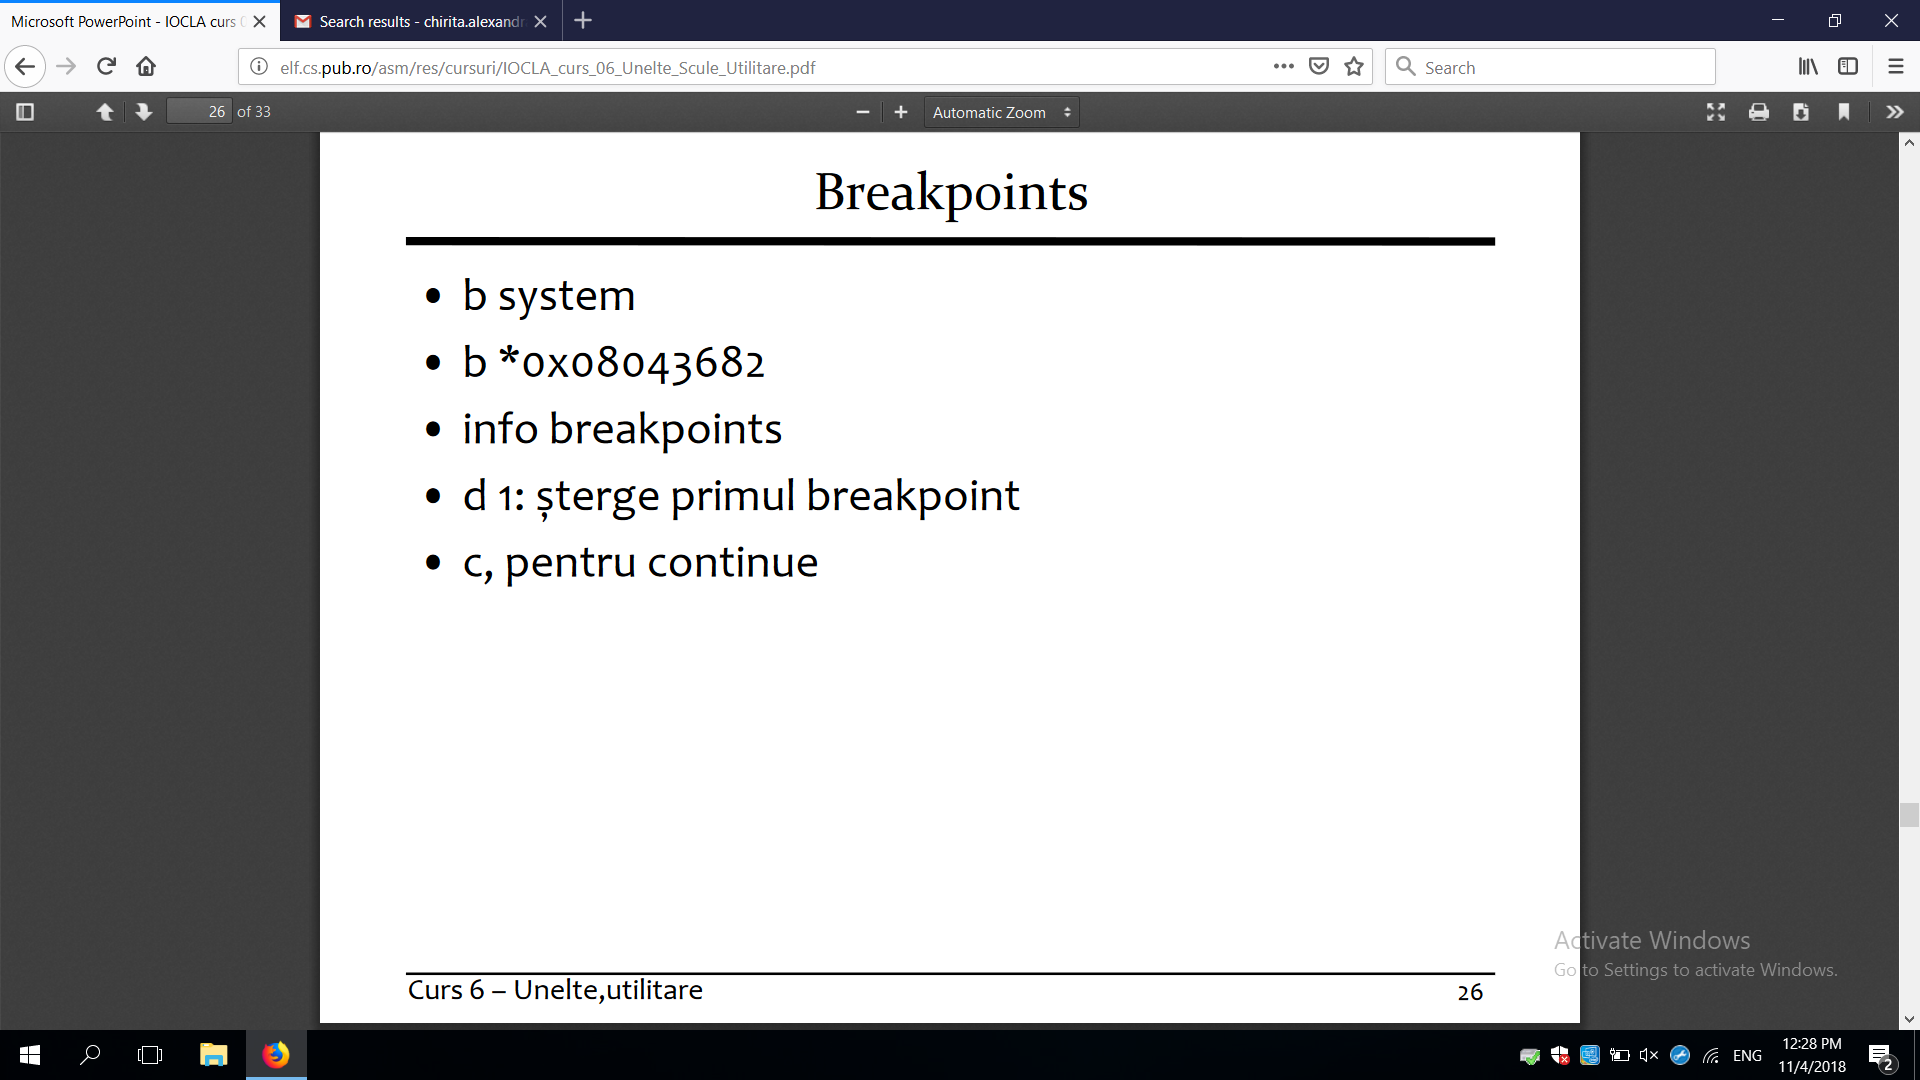 Microsoft PowerPoint - IOCLA curs 0
Search results - chirita.alexandr
elf.cs.pub.ro/asm/res/cursuri/IOCLA_curs_06_Unelte_Scule_Utilitare.pdf
Search
26 of 33
Automatic Zoom
Breakpoints
• b system
• b *0x08043682
• info breakpoints
• d 1: șterge primul breakpoint
• c, pentru continue
Activate Windows
Go to Settings to activate Windows.
Curs 6 – Unelte,utilitare
26
ENG
12:28 PM
11/4/2018
2